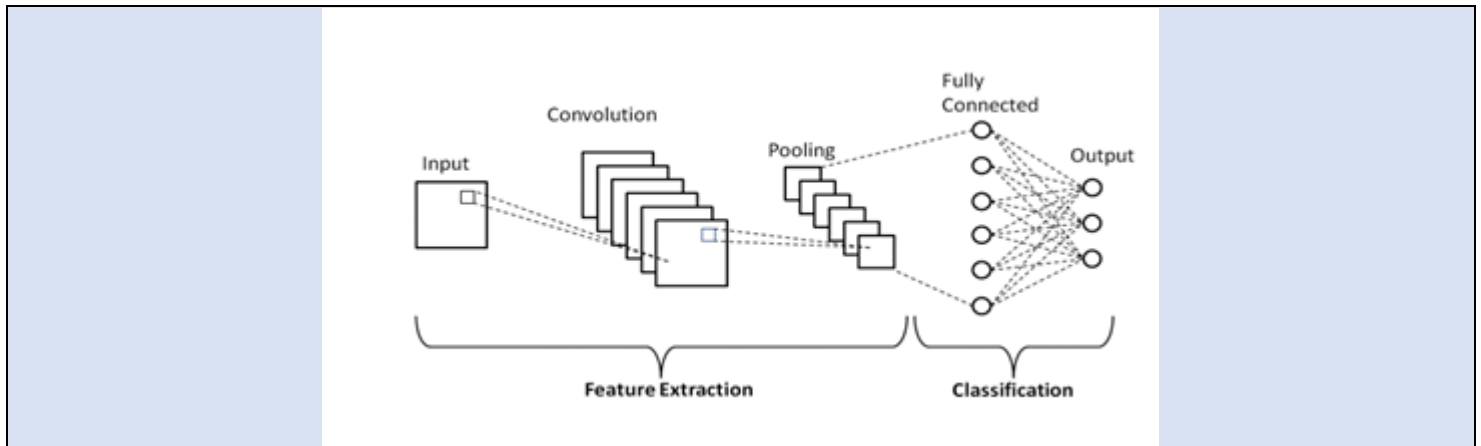 Input
Convolution
Pooling
Fully
Connected
Output
Feature Extraction
Classification